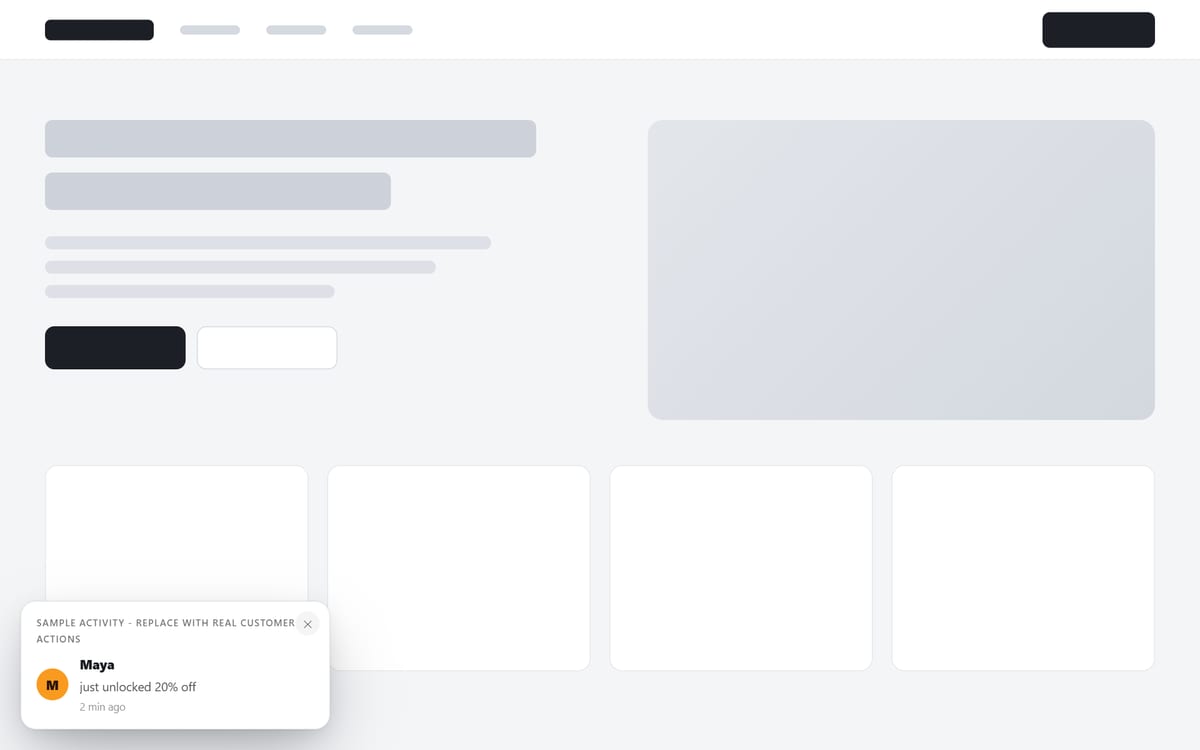 SAMPLE ACTIVITY - REPLACE WITH REAL CUSTOMER
ACTIONS
Maya
M
just unlocked 20% off
2 min ago